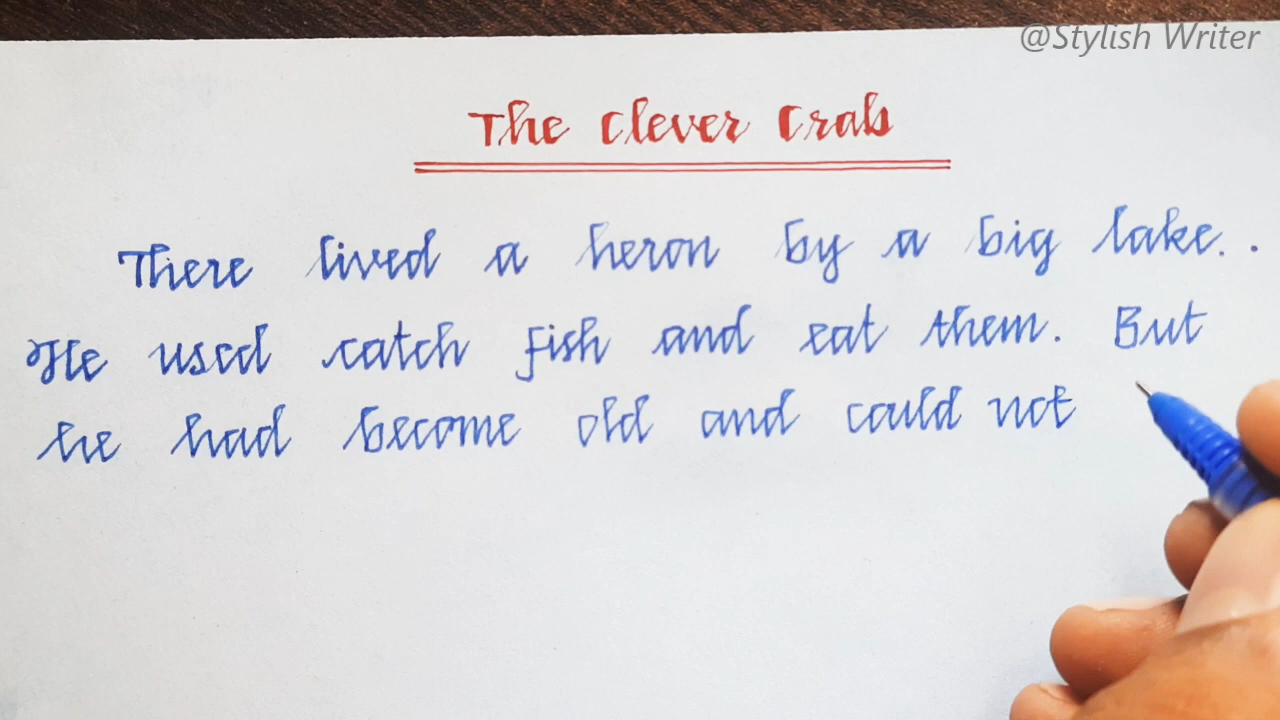 @Stylish Writer
The Clever Crab
There lived a heron by a big lake. .
He used catch fish and eat them. But
he had become old and could not